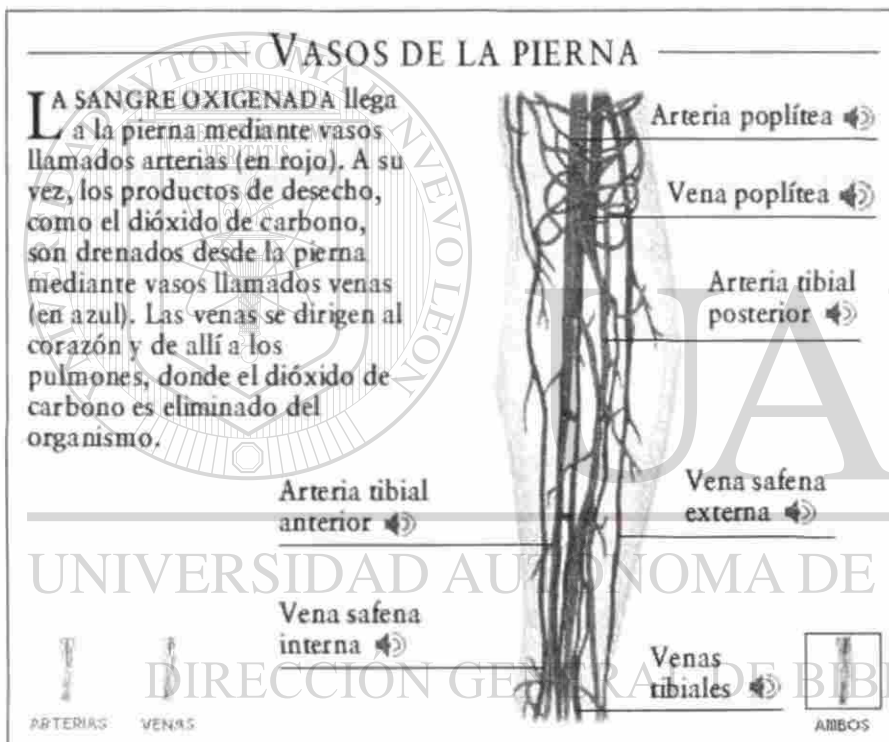 VASOS DE LA PIERNA
LA SANGRE OXIGENADA llega
a la pierna mediante vasos
llamados arterias (en rojo). A su
vez, los productos de desecho,
como el dióxido de carbono,
son drenados desde la pierna
mediante vasos llamados venas
(en azul). Las venas se dirigen al
corazón y de allí a los
pulmones, donde el dióxido de
carbono es eliminado del
organismo.
Arteria poplítea
Vena poplítea
Arteria tibial
posterior
Arteria tibial
anterior
Vena safena
externa
Vena safena
interna
Venas
tibiales
ARTERIAS
VENAS
AMBOS
UA
UNIVERSIDAD AUTÓNOMA DE
DIRECCIÓN GENERAL DE BIB
VERITATIS